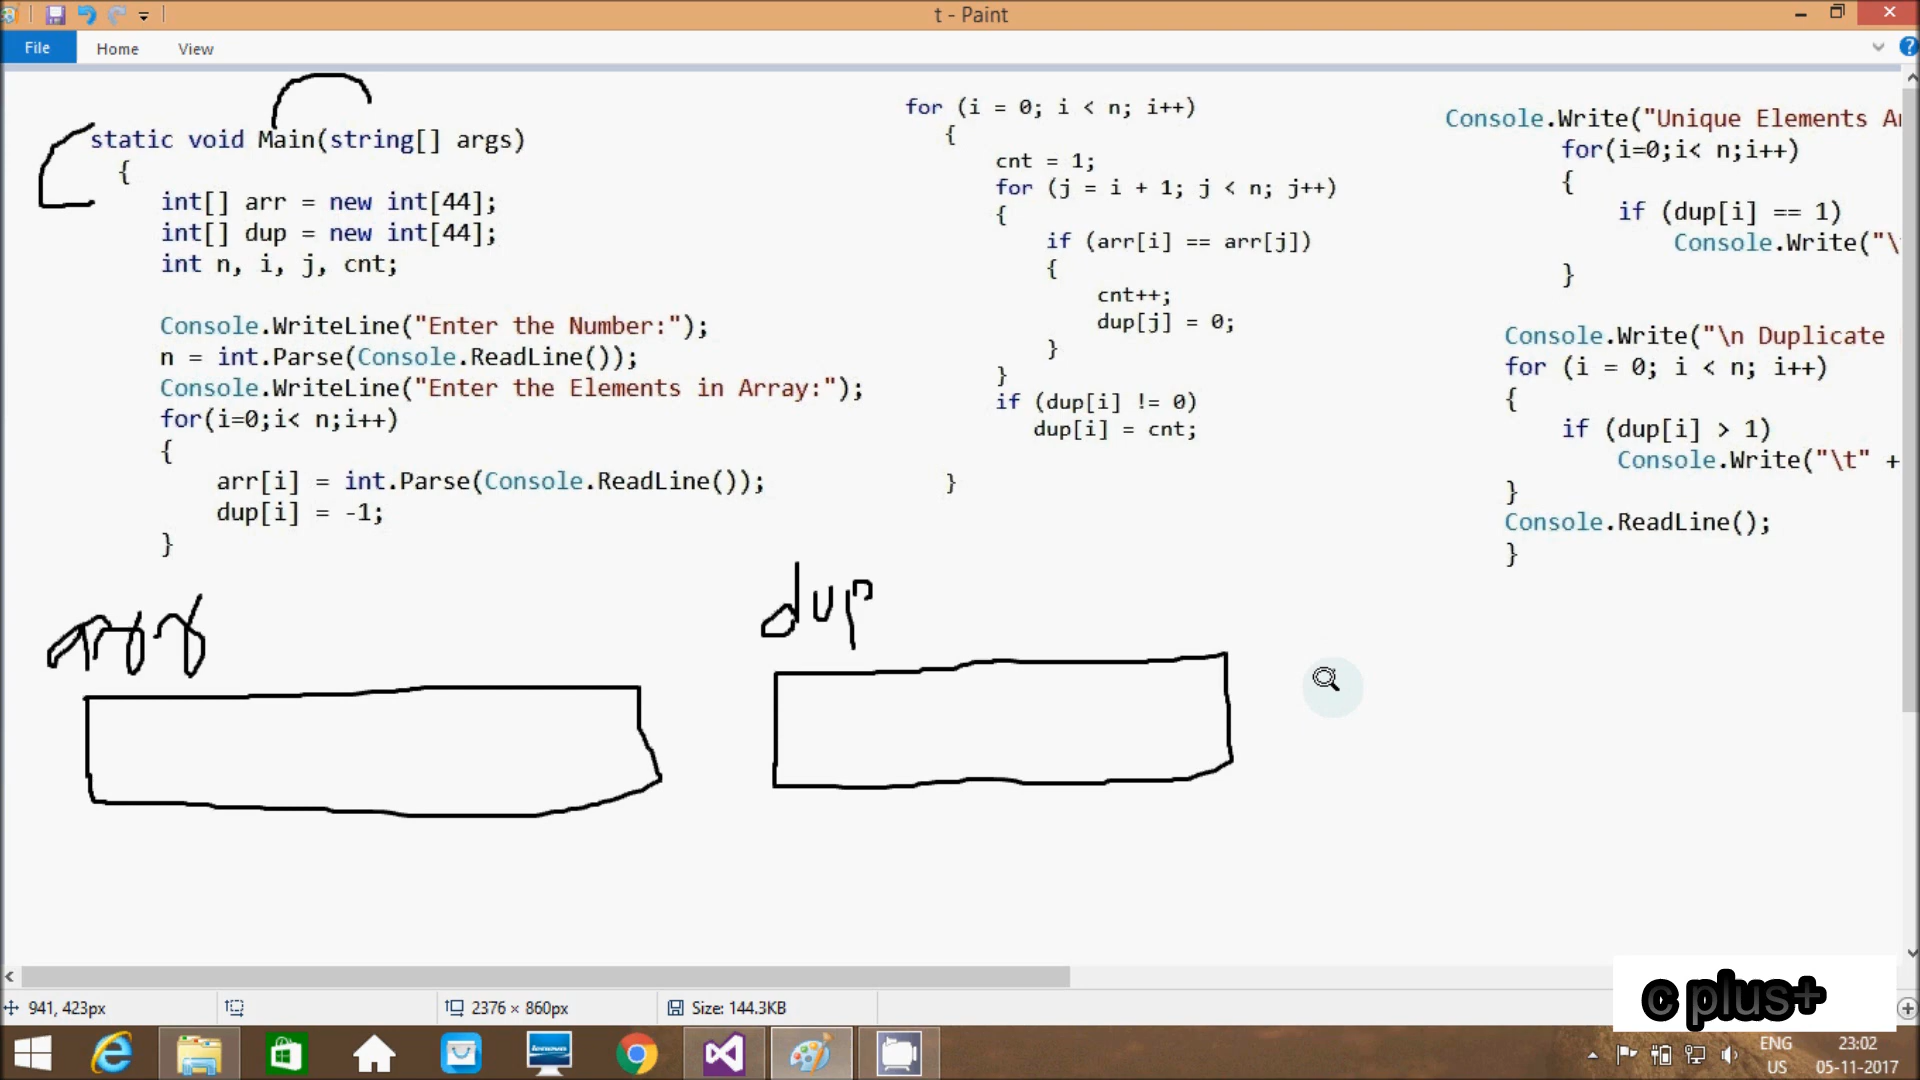 t - Paint
File Home View
static void Main(string[] args)
{
int[] arr = new int[44];
int[] dup = new int[44];
int n, i, j, cnt;
Console.WriteLine("Enter the Number:");
n = int.Parse(Console.ReadLine());
Console.WriteLine("Enter the Elements in Array:");
for(i=0;i< n;i++)
{
arr[i] = int.Parse(Console.ReadLine());
dup[i] = -1;
}
for (i = 0; i < n; i++)
{
cnt = 1;
for (j = i + 1; j < n; j++)
{
if (arr[i] == arr[j])
{
cnt++;
dup[j] = 0;
}
}
if (dup[i] != 0)
dup[i] = cnt;
}
Console.Write("Unique Elements
for(i=0;i< n;i++)
{
if (dup[i] == 1)
Console.Write("\
}
Console.Write("\n Duplicate
for (i = 0; i < n; i++)
{
if (dup[i] > 1)
Console.Write("\t" +
}
Console.ReadLine();
}
arr
dup
941, 423px
2376 × 860px
Size: 144.3KB
c plus+
ENG
US
23:02
05-11-2017